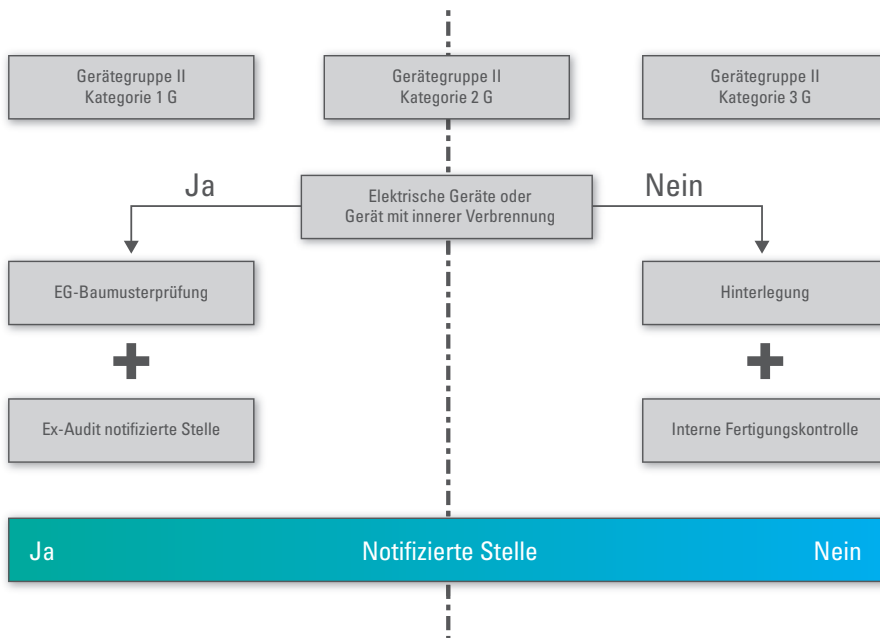 Gerätegruppe II
Kategorie 1 G
Gerätegruppe II
Kategorie 2 G
Gerätegruppe II
Kategorie 3 G
Ja
Elektrische Geräte oder
Gerät mit innerer Verbrennung
Nein
EG-Baumusterprüfung
Hinterlegung
Ex-Audit notifizierte Stelle
Interne Fertigungskontrolle
Ja
Notifizierte Stelle
Nein